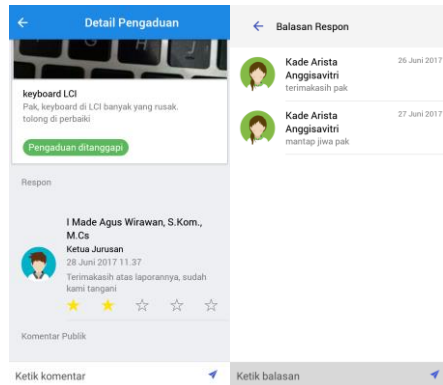 Detail Pengaduan
keyboard LCI
Pak, keyboard di LCI banyak yang rusak.
tolong di perbaiki
Pengaduan ditanggapi
Respon
I Made Agus Wirawan, S.Kom.,
M.Cs
Ketua Jurusan
28 Juni 2017 11.37
Terimakasih atas laporannya, sudah
kami tangani
Komentar Publik
Ketik komentar
Balasan Respon
Kade Arista
Anggisavitri
26 Juni 2017
terimakasih pak
Kade Arista
Anggisavitri
27 Juni 2017
mantap jiwa pak
Ketik balasan